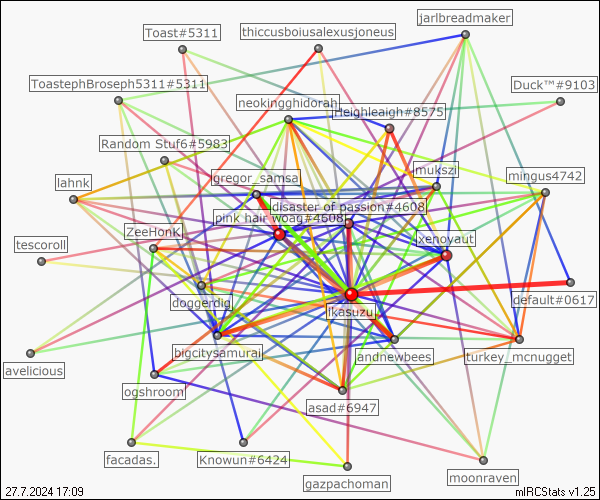 jarlbreadmaker
Toast#5311
thiccusboiusalexusjoneus
ToastephBroseph5311#5311
Duck™#9103
neokingghidorah
Heighleaigh#8575
Random Stuf6#5983
mukszi
mingus4742
lahnk
gregor_samsa
disaster of passion#4608
pink hair woag#4608
ZeeHonK
xenoyaut
tescoroll
doggerdig
default#0617
ikasuzu
bigcitysamurai
jandnewbees
turkey_mcnugget
avelicious
ogshroom
asad#6947
facadas.
Knowun#6424
moonraven
gazpachoman
27.7.2024 17:09
mIRCStats v1.25